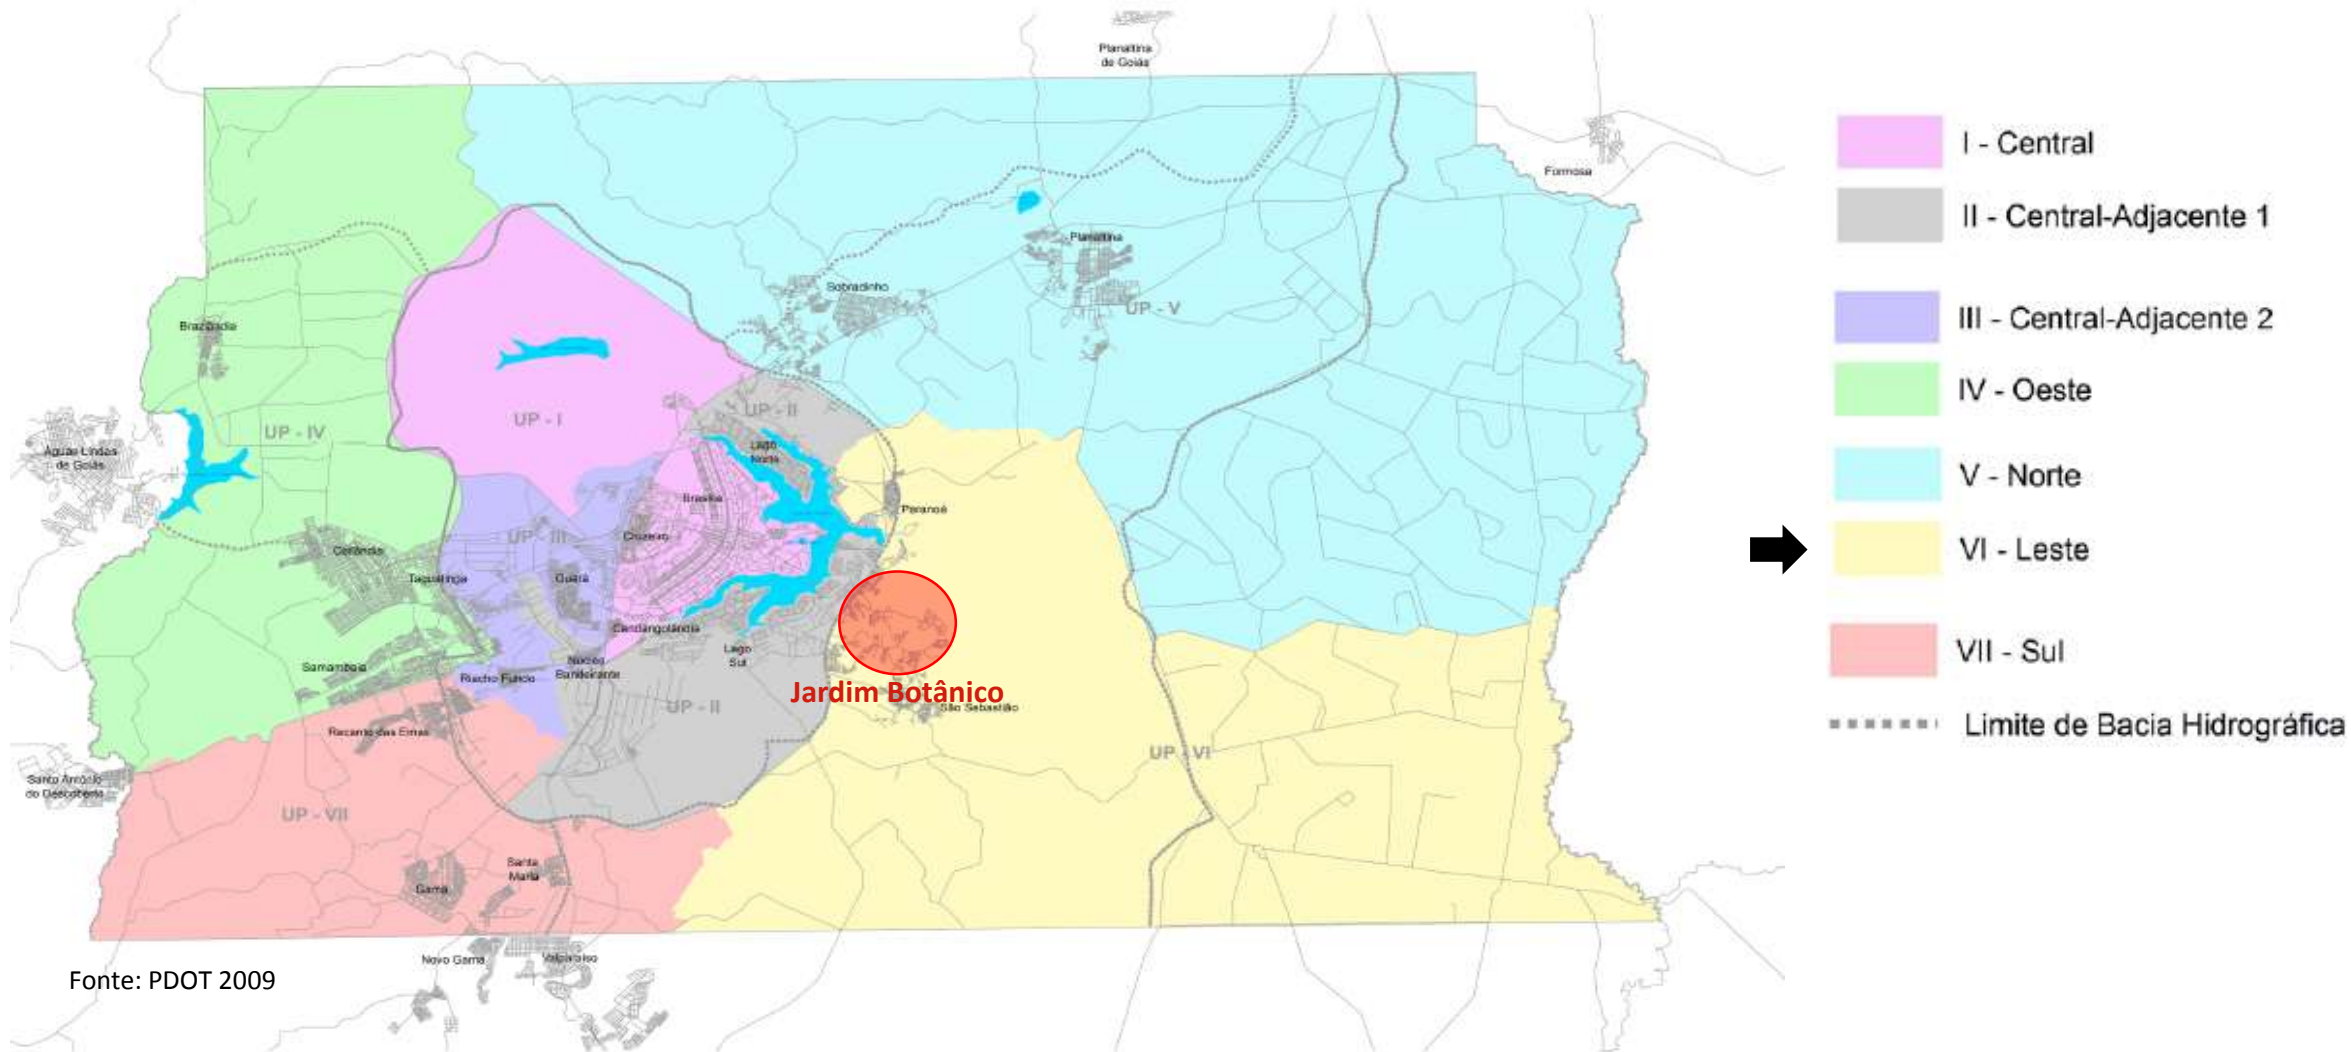 Planaltina
de Goiás
Formosa
Planaltina
UP - V
Sobradinho
Brazlândia
UP - I
UP - II
UP - IV
Águas Lindas
de Goiás
Lago
Norte
Brasília
Paranoá
Cruzeiro
UP - III
Ceilândia
Taguatinga
Guará
Candangolândia
Lago
Sul
Samambaia
Riacho Fundo
Núcleo
Bandeirante
Jardim Botânico
São Sebastião
UP - II
Recanto das Emas
UP - VI
Santo Antônio
do Descoberto
UP - VII
Santa
Maria
Gama
Novo Gama
Valparaíso
Fonte: PDOT 2009
I - Central
II - Central-Adjacente 1
III - Central-Adjacente 2
IV - Oeste
V - Norte
VI - Leste
VII - Sul
Limite de Bacia Hidrográfica